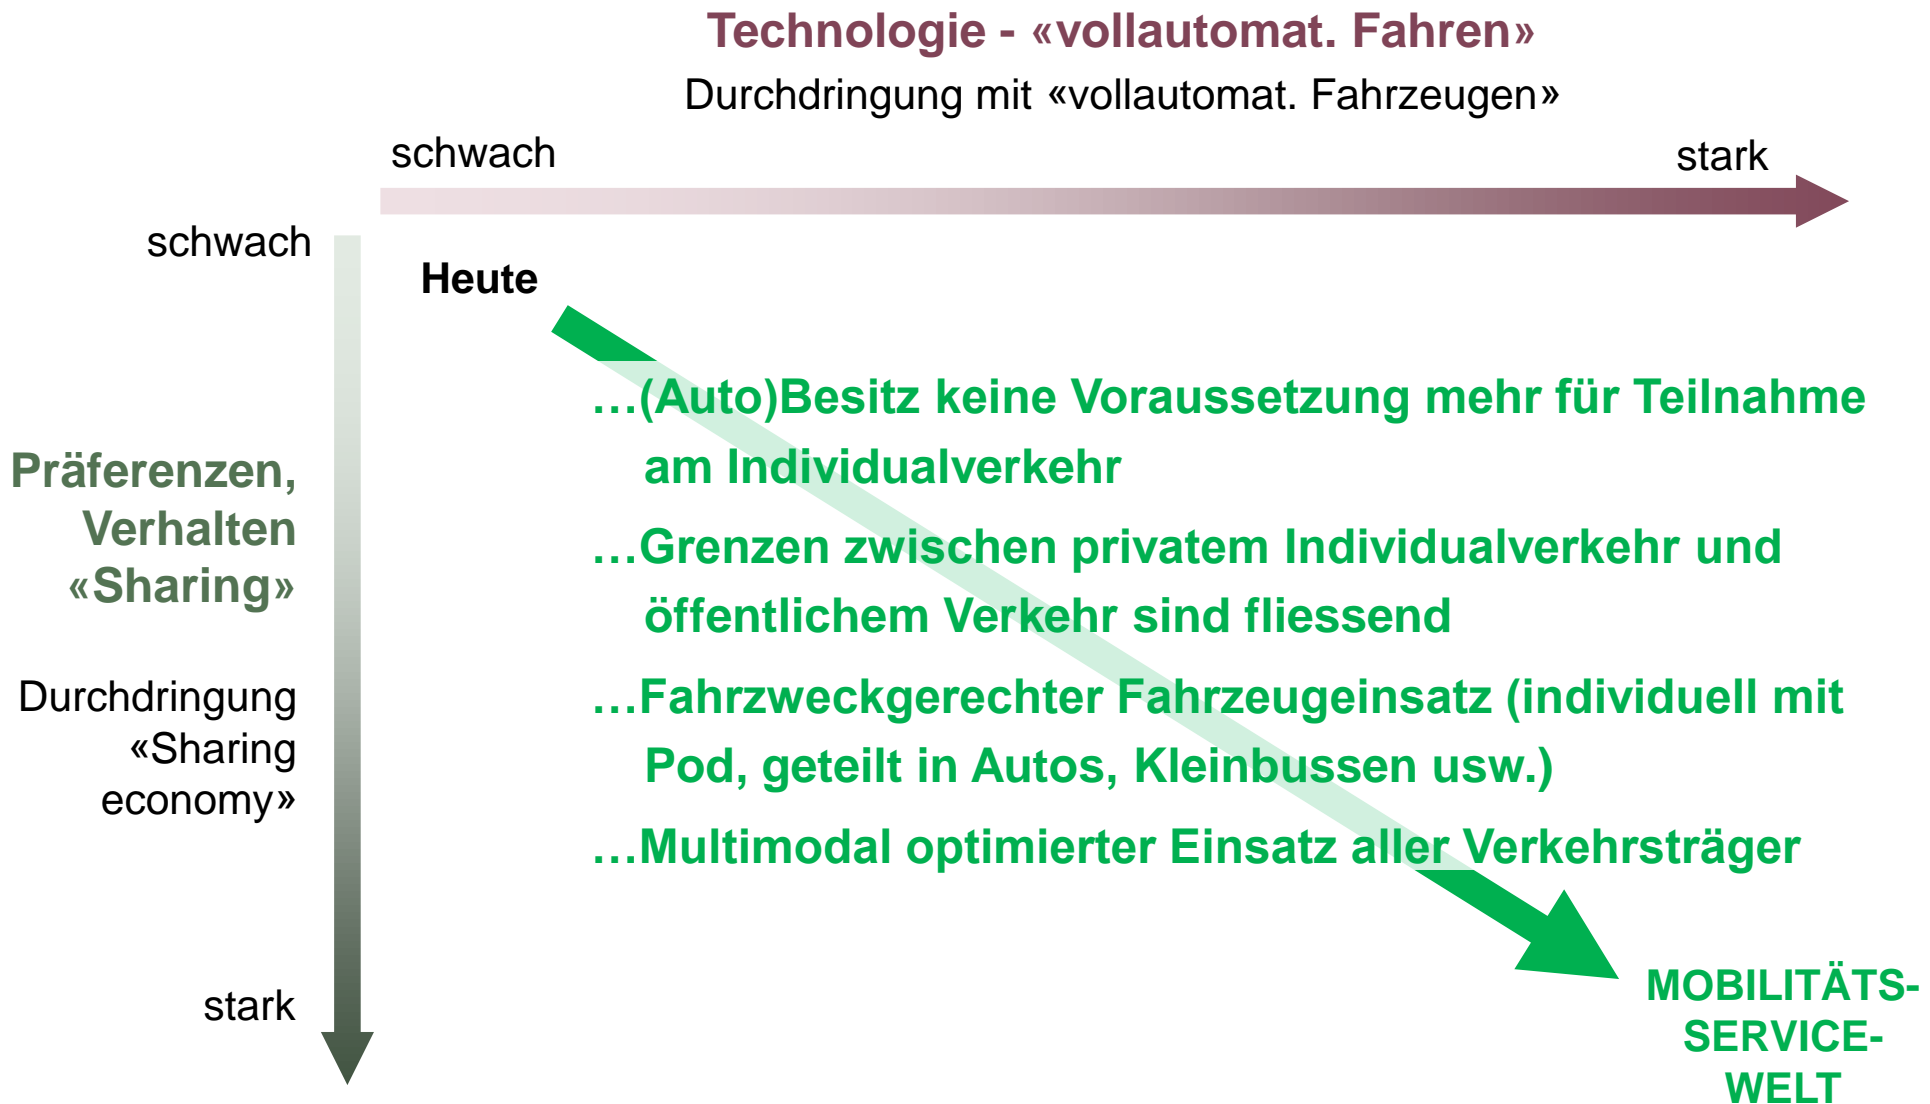 Technologie - «vollautomat. Fahren»
Durchdringung mit «vollautomat. Fahrzeugen»
schwach
stark
schwach
Heute
…(Auto)Besitz keine Voraussetzung mehr für Teilnahme
am Individualverkehr
Präferenzen,
Verhalten
«Sharing»
…Grenzen zwischen privatem Individualverkehr und
öffentlichem Verkehr sind fliessend
Durchdringung
«Sharing
economy»
…Fahrzweckgerechter Fahrzeugeinsatz (individuell mit
Pod, geteilt in Autos, Kleinbussen usw.)
…Multimodal optimierter Einsatz aller Verkehrsträger
stark
MOBILITÄTS-
SERVICE-
WELT